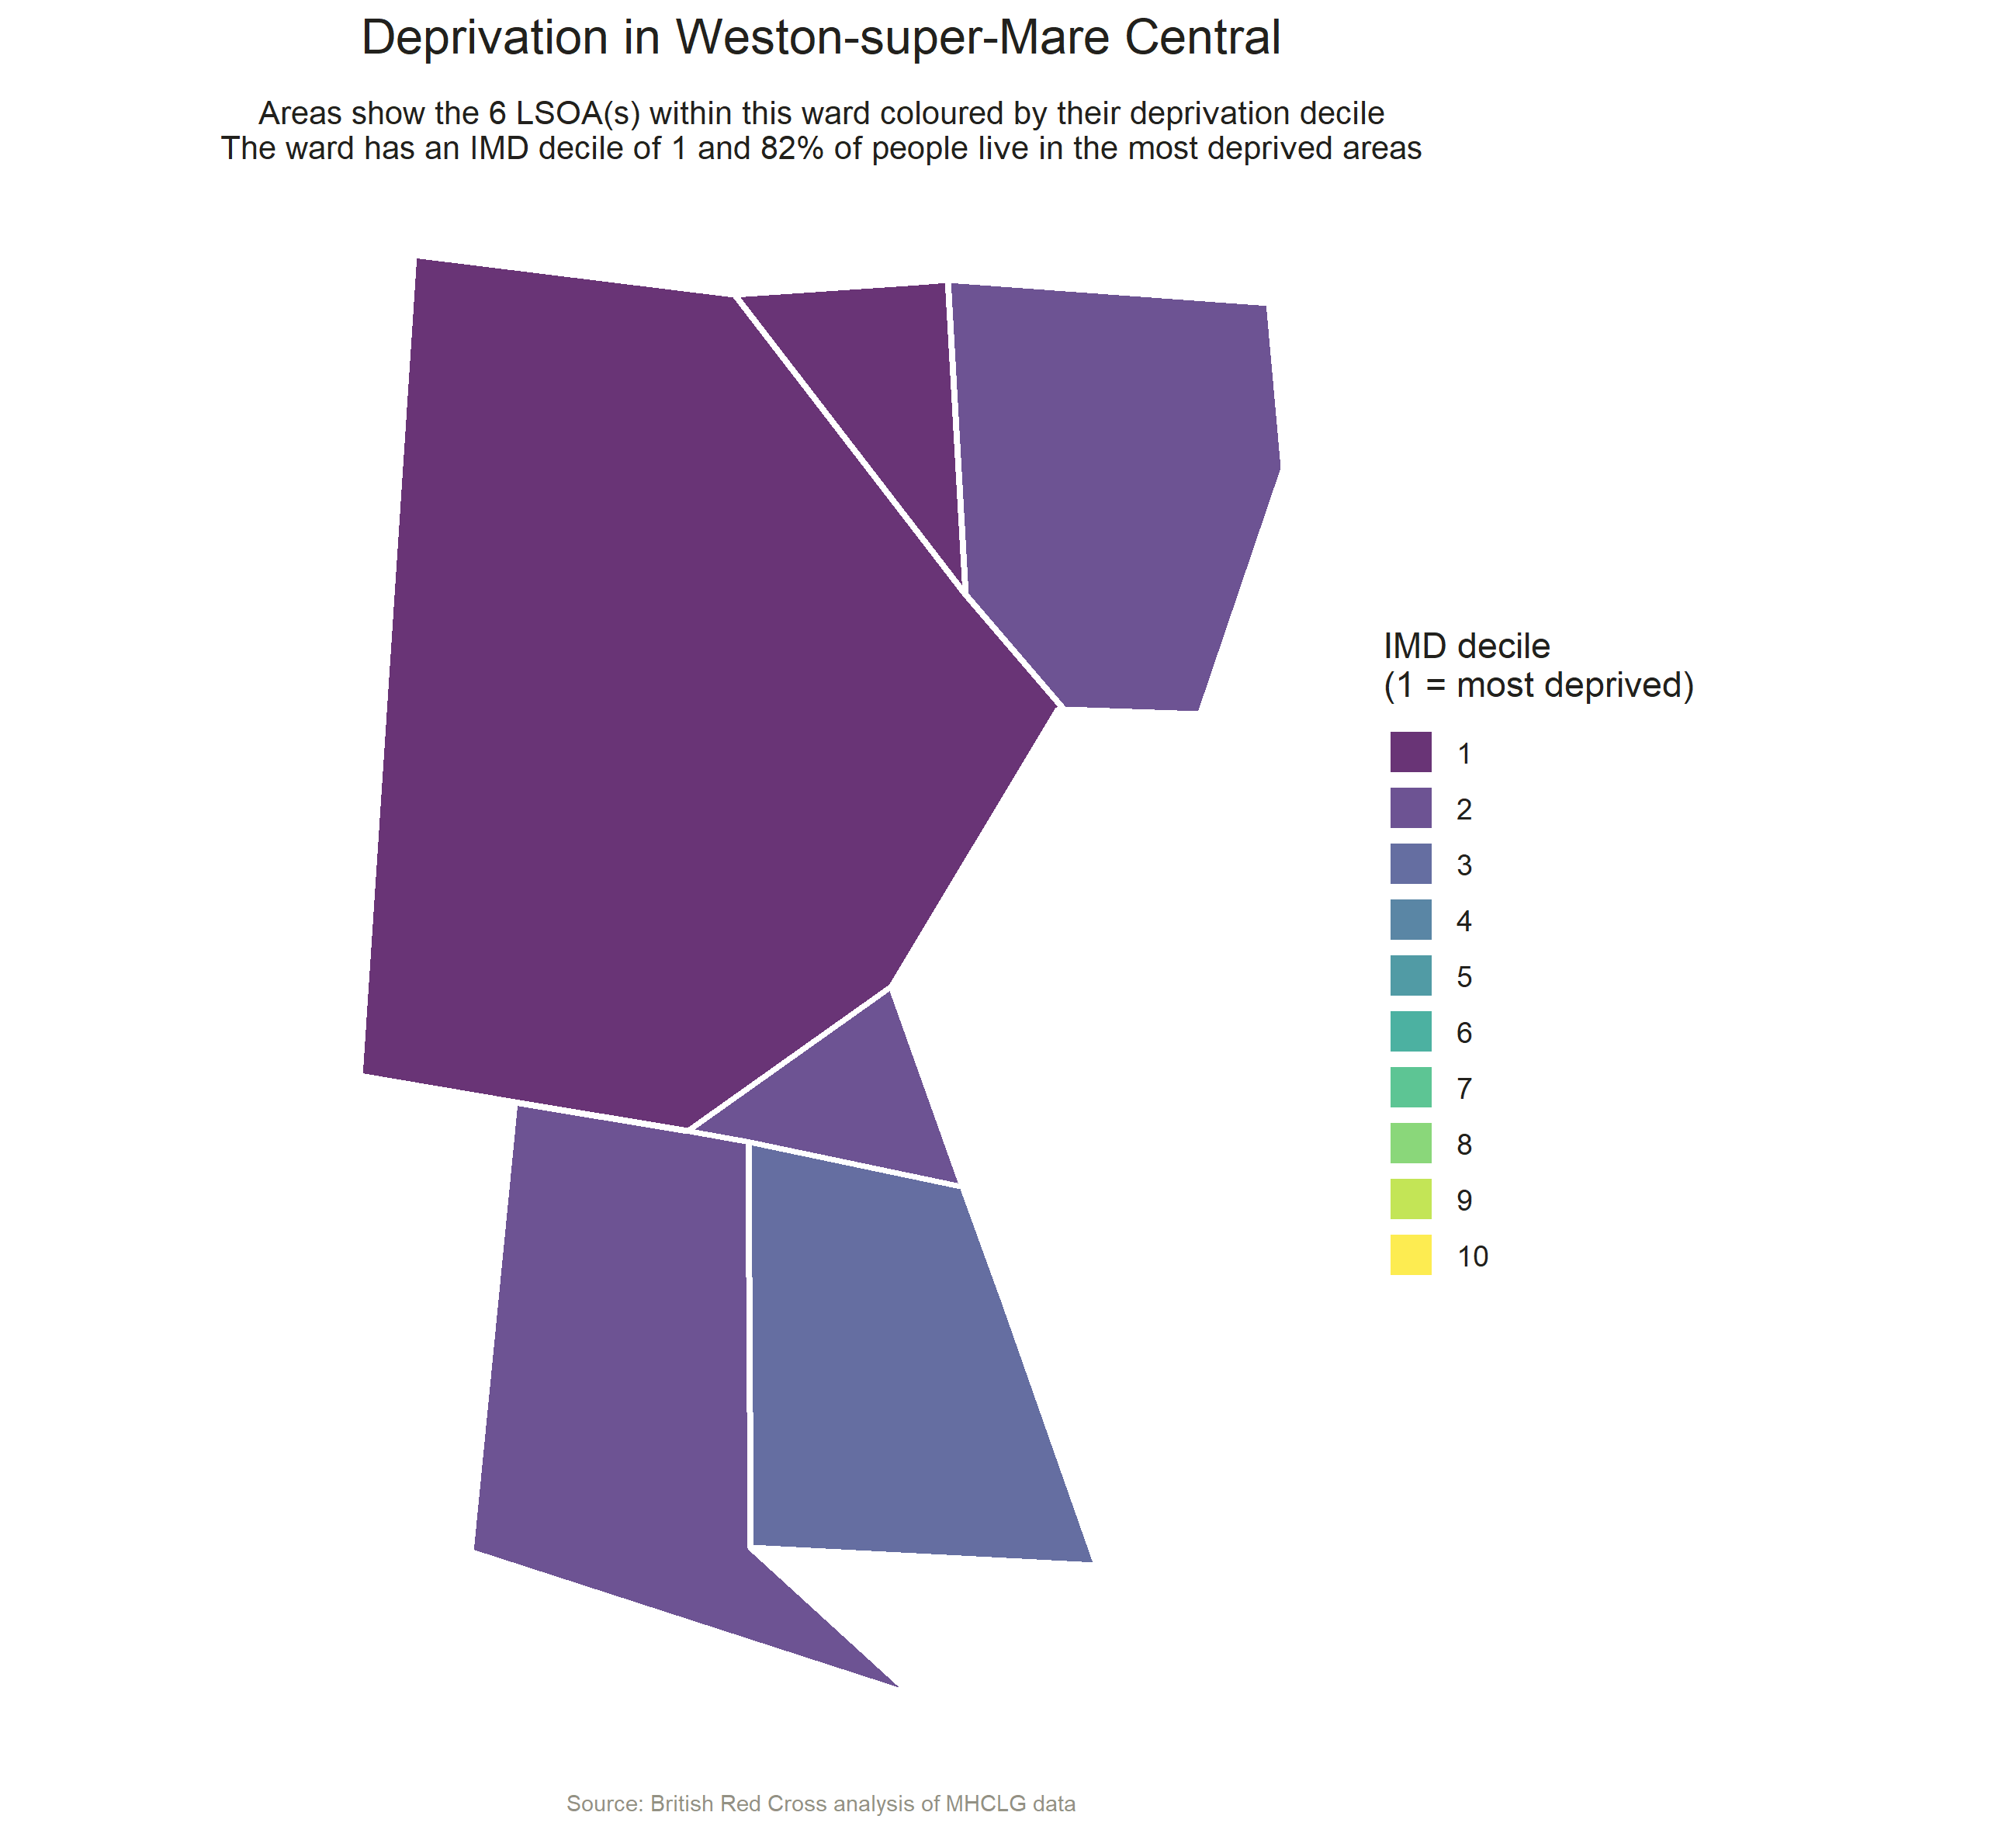 Deprivation in Weston-super-Mare Central
Areas show the 6 LSOA(s) within this ward coloured by their deprivation decile
The ward has an IMD decile of 1 and 82% of people live in the most deprived areas
IMD decile
(1 = most deprived)
1
2
3
4
5
6
7
8
9
10
Source: British Red Cross analysis of MHCLG data